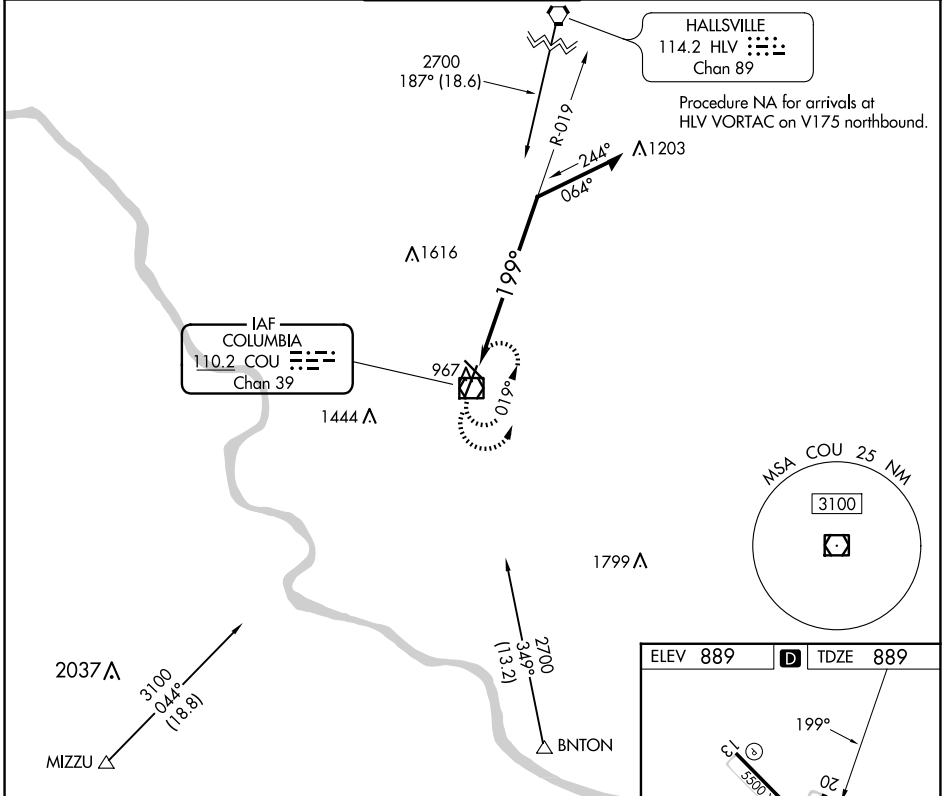 HALLSVILLE
114.2 HLV
Chan 89
2700
187° (18.6)
Procedure NA for arrivals at
HLV VORTAC on V175 northbound.
R-019
1203
244°
064°
1616
199°
IAF
COLUMBIA
110.2 COU
Chan 39
967
019°
1444
MSA COU 25 NM
3100
1799
2037
3100
044°
(18.8)
MIZZU
2700
349°
(13.2)
BNTON
ELEV 889
D
TDZE 889
199°
13
P
5500
20